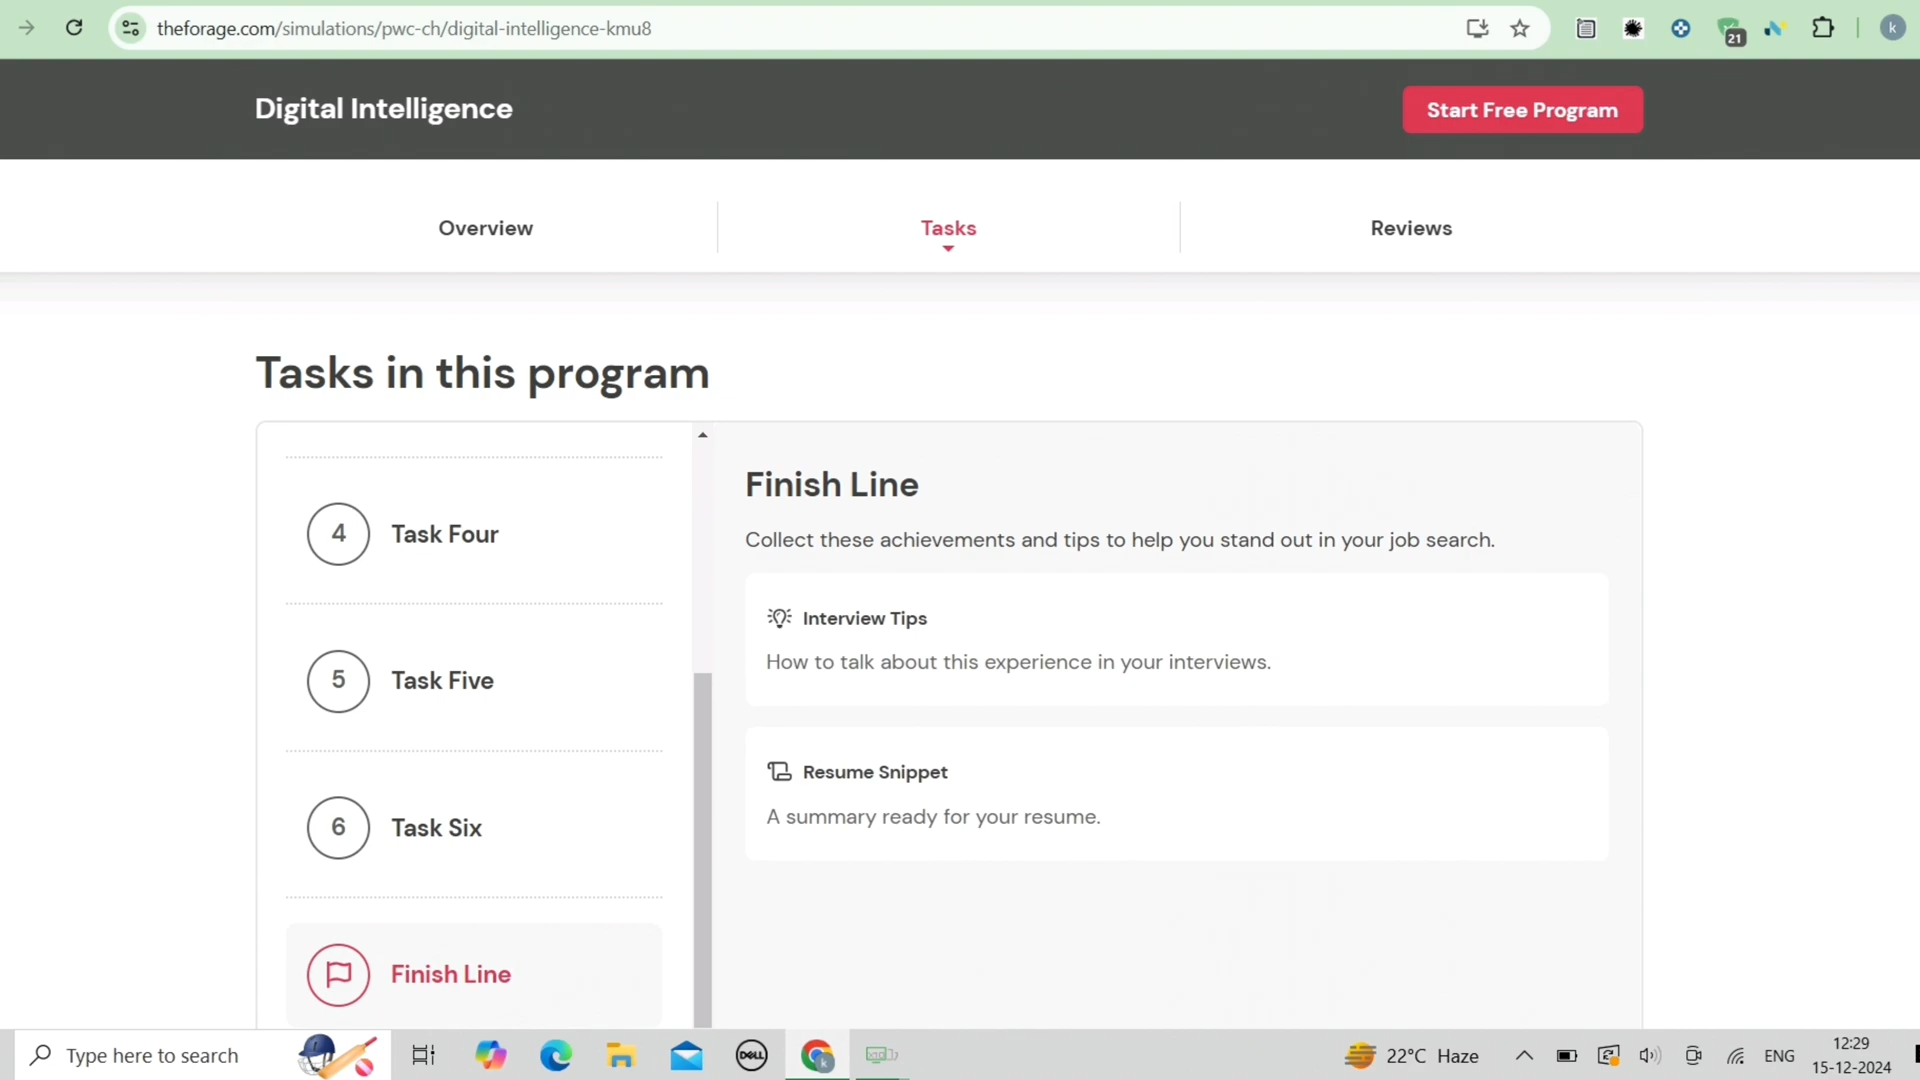 theforage.com/simulations/pwc-ch/digital-intelligence-kmu8
21
k
Digital Intelligence
Start Free Program
Overview
Tasks
Reviews
Tasks in this program
4
Task Four
5
Task Five
6
Task Six
Finish Line
Finish Line
Collect these achievements and tips to help you stand out in your job search.
Interview Tips
How to talk about this experience in your interviews.
Resume Snippet
A summary ready for your resume.
Type here to search
DELL
22°C Haze
ENG
12:29
15-12-2024